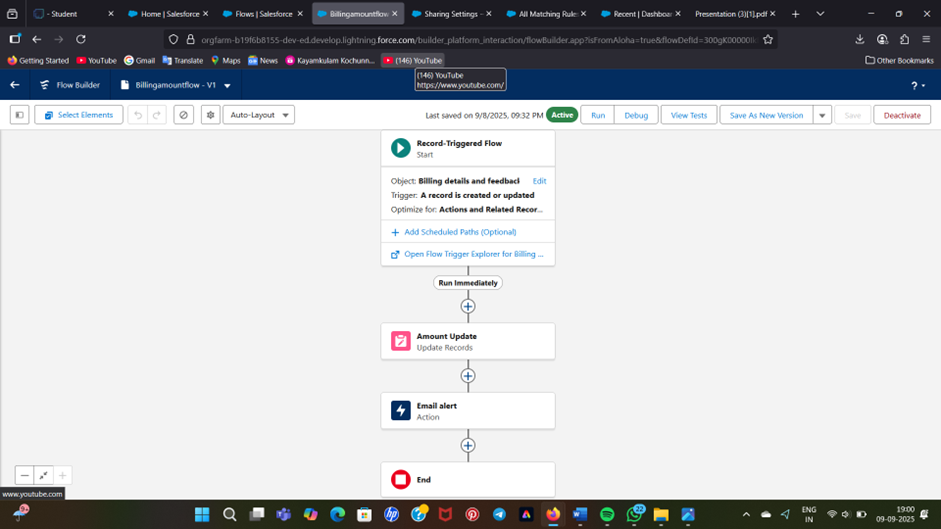 - Student
Home | Salesforce
Flows | Salesforce
Billingamountflow
Sharing Settings ~
All Matching Rules
Recent | Dashboa
Presentation (3)[1].pdf
orgfarm-b19f6b8155-dev-ed.develop.lightning.force.com/builder_platform_interaction/flowBuilder.app?isFromAloha=true&flowDefId=300gK00000I
Getting Started
YouTube
Gmail
Translate
Maps
News
Kayamkulam Kochunn...
(146) YouTube
Other Bookmarks
(146) YouTube
https://www.youtube.com/
Flow Builder
Billingamountflow - V1
?
Select Elements
Auto-Layout
Last saved on 9/8/2025, 09:32 PM
Active
Run
Debug
View Tests
Save As New Version
Save
Deactivate
Record-Triggered Flow
Start
Object: Billing details and feedback
Edit
Trigger: A record is created or updated
Optimize for: Actions and Related Recor...
Add Scheduled Paths (Optional)
Open Flow Trigger Explorer for Billing ...
Run Immediately
Amount Update
Update Records
Email alert
Action
End
www.youtube.com/
9+
22
ENG
IN
19:00
09-09-2025